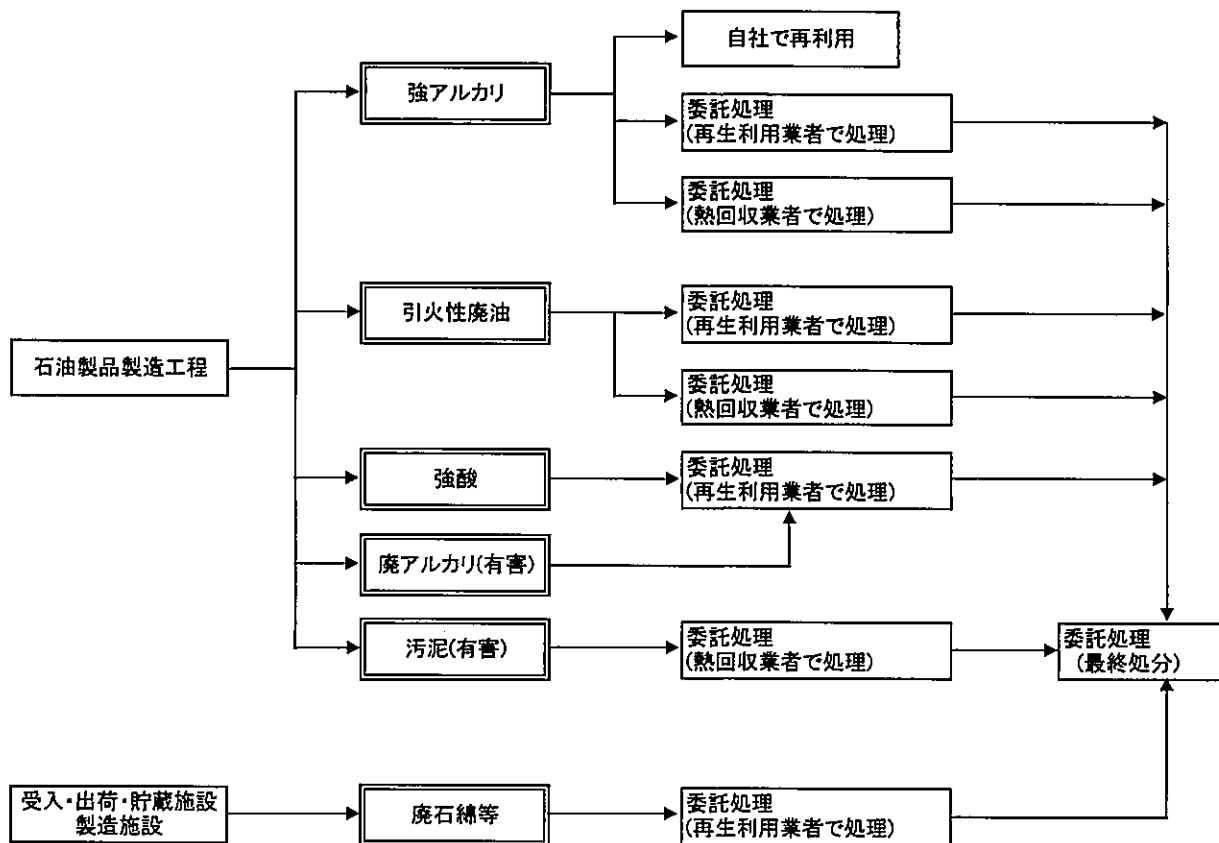 自社で再利用
強アルカリ
委託処理
(再生利用業者で処理)
委託処理
(熱回収業者で処理)
引火性廃油
委託処理
(再生利用業者で処理)
石油製品製造工程
委託処理
(熱回収業者で処理)
強酸
委託処理
(再生利用業者で処理)
廃アルカリ(有害)
汚泥(有害)
委託処理
(熱回収業者で処理)
委託処理
(最終処分)
受入・出荷・貯蔵施設
製造施設
廃石綿等
委託処理
(再生利用業者で処理)